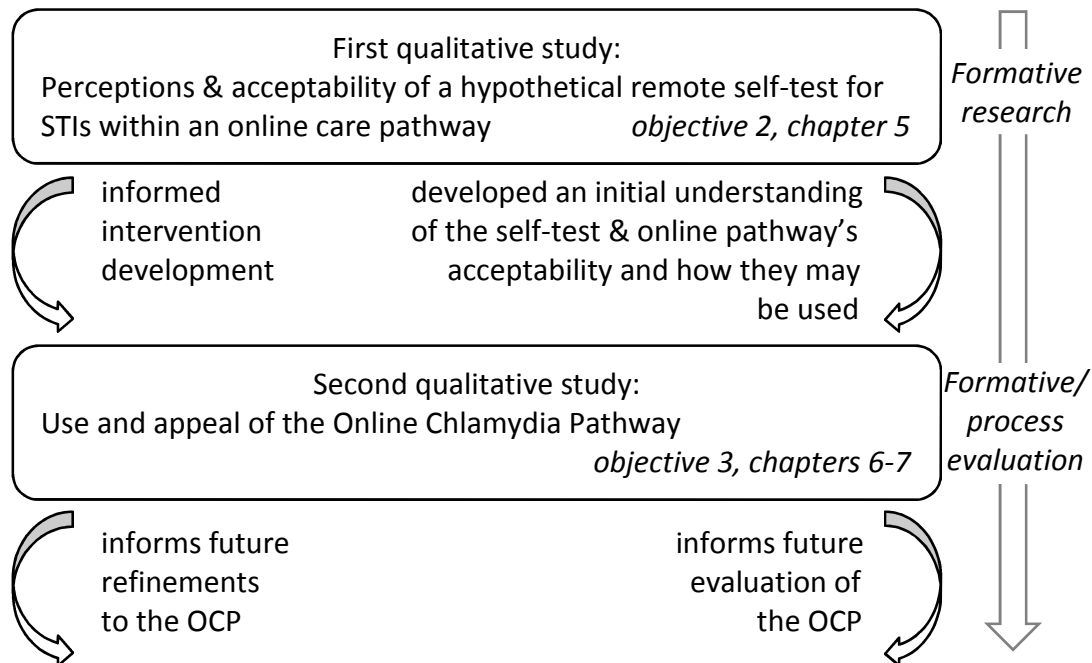 First qualitative study:
Perceptions & acceptability of a hypothetical remote self-test for
STIs within an online care pathway objective 2, chapter 5
Formative
research
informed
intervention
development
developed an initial understanding
of the self-test & online pathway’s
acceptability and how they may
be used
Second qualitative study:
Use and appeal of the Online Chlamydia Pathway
objective 3, chapters 6-7
Formative/
process
evaluation
informs future
refinements
to the OCP
informs future
evaluation of
the OCP